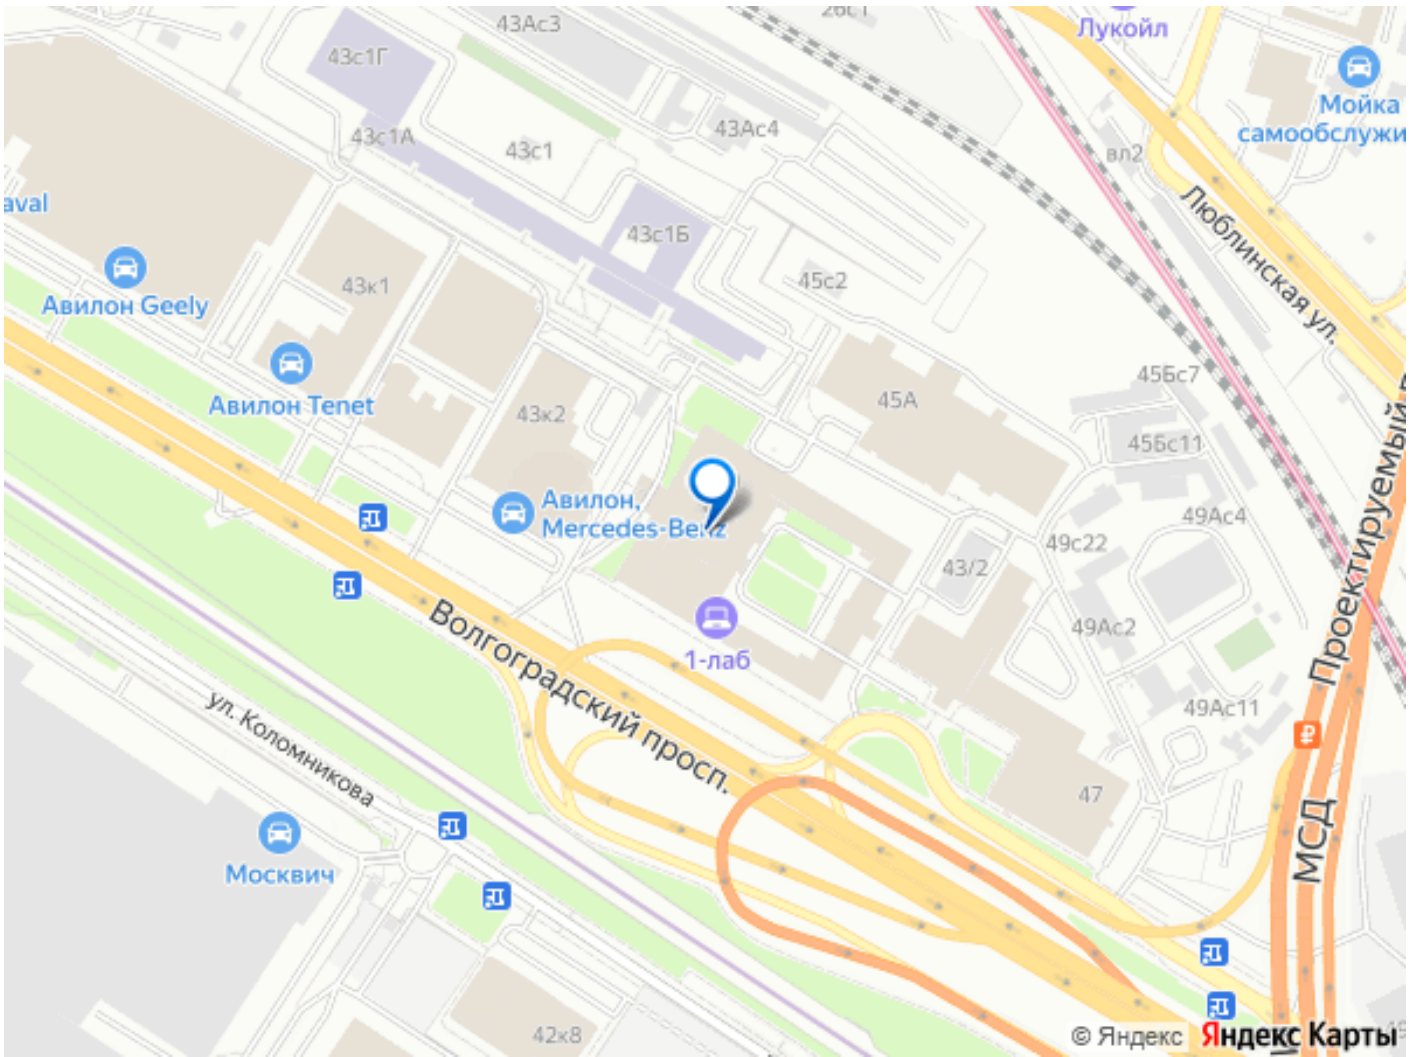 43Ас3
26с1
Лукойл
43с1Г
Мойка
самообслужи
43с1А
43с1
43Ас4
вл2
aval
43с1Б
Люблинская ул.
45с2
Авилон Geely
43к1
Авилон Tenet
43к2
45А
45Бс7
45Бс11
Авилон,
Mercedes-Benz
49Ас4
49с22
43/2
49Ас2
Проектируемый
1-лаб
Волгоградский просп.
49Ас11
ул. Коломникова
47
МСД
Москвич
42к8
© Яндекс
Яндекс Карты